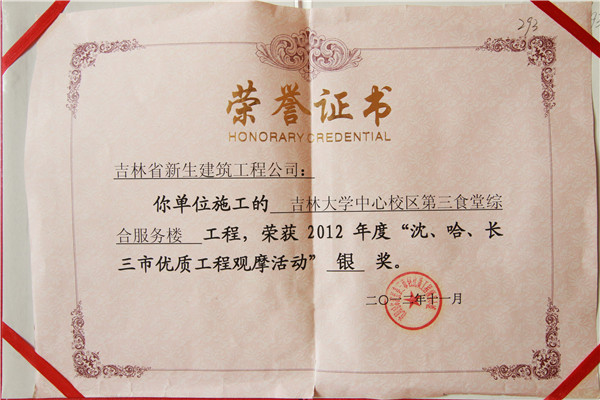 293
荣誉证书
HONORARY CREDENTIAL
吉林省新生建筑工程公司：
你单位施工的 吉林大学中心校区第三食堂综
合服务楼 工程，荣获 2012 年度“沈、哈、长
三市优质工程观摩活动” 银 奖。
二〇一三年十一月